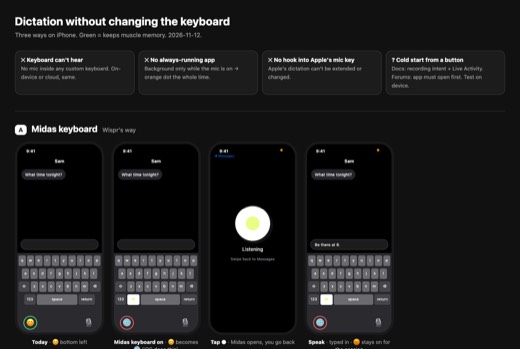 Dictation without changing the keyboard
Three ways on iPhone. Green = keeps muscle memory. 2026-11-12.
✕ Keyboard can't hear
No mic inside any custom keyboard. On-device or cloud, same.
✕ No always-running app
Background only while the mic is on → orange dot the whole time.
✕ No hook into Apple's mic key
Apple's dictation can't be extended or changed.
? Cold start from a button
Docs: recording intent + Live Activity. Forums: app must open first. Test on device.
A Midas keyboard Wispr's way
9:41
Sam
What time tonight?
123 space return
Today · 😀 bottom left
9:41
Sam
What time tonight?
123 space return
Midas keyboard on · 😀 becomes
9:41
Listening
Swipe back to Messages
Tap ● · Midas opens, you go back
9:41
Sam
What time tonight?
Be there at 8.
123 space return
Speak · typed in · 😀 stays on for